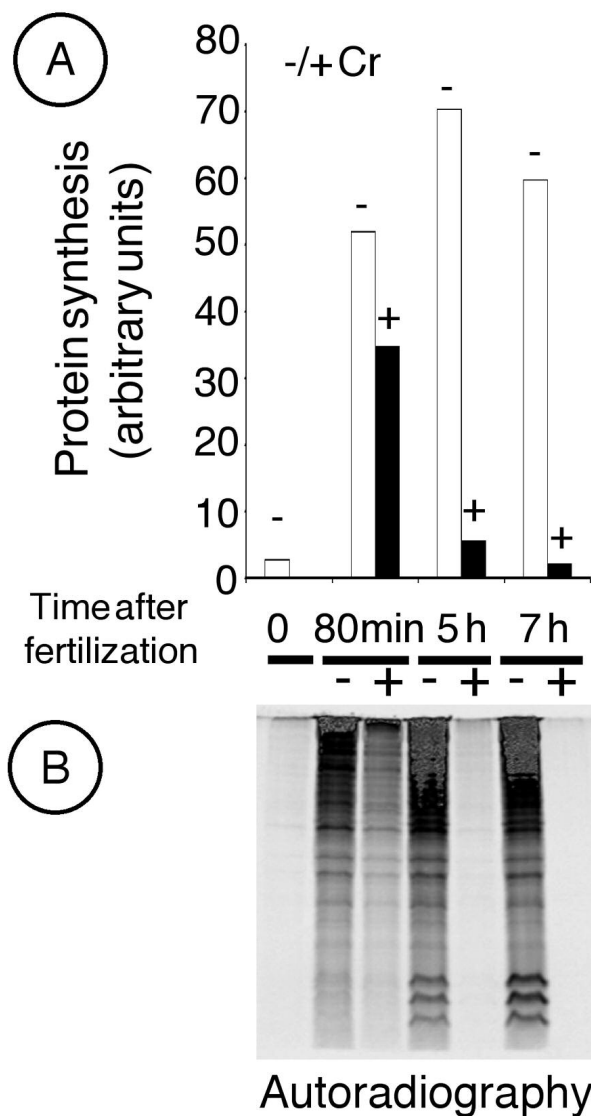 A
-/+ Cr
Protein synthesis
(arbitrary units)
80
70
60
50
40
30
20
10
0
-
-
+
-
+
-
+
Time after
fertilization
0 80min 5 h 7 h
- + - + - +
B
Autoradiography